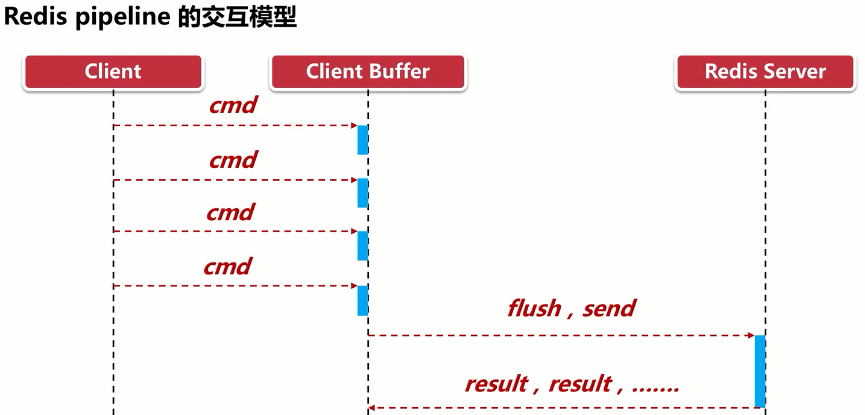 Redis pipeline 的交互模型
Client
Client Buffer
Redis Server
cmd
cmd
cmd
cmd
flush，send
result，result，.......